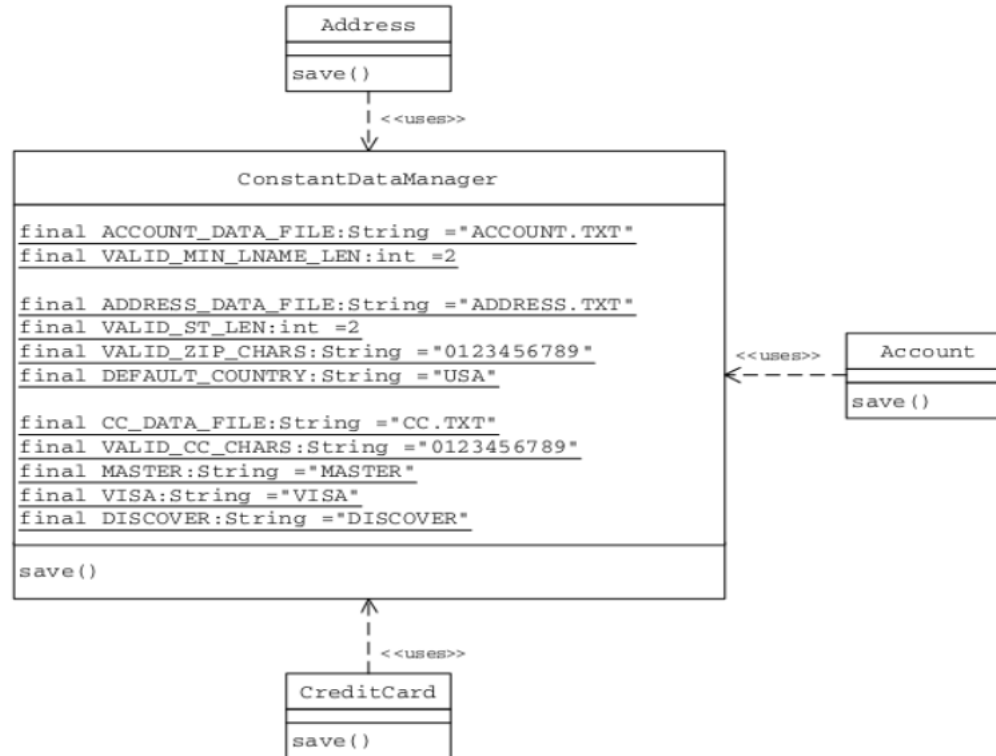 Address
save()
<<uses>>
ConstantDataManager
final ACCOUNT_DATA_FILE:String ="ACCOUNT.TXT"
final VALID_MIN_LNAME_LEN:int =2
final ADDRESS_DATA_FILE:String ="ADDRESS.TXT"
final VALID_ST_LEN:int =2
final VALID_ZIP_CHARS:String ="0123456789"
final DEFAULT_COUNTRY:String ="USA"
final CC_DATA_FILE:String ="CC.TXT"
final VALID_CC_CHARS:String ="0123456789"
final MASTER:String ="MASTER"
final VISA:String ="VISA"
final DISCOVER:String ="DISCOVER"
save()
<<uses>>
Account
save()
<<uses>>
CreditCard
save()